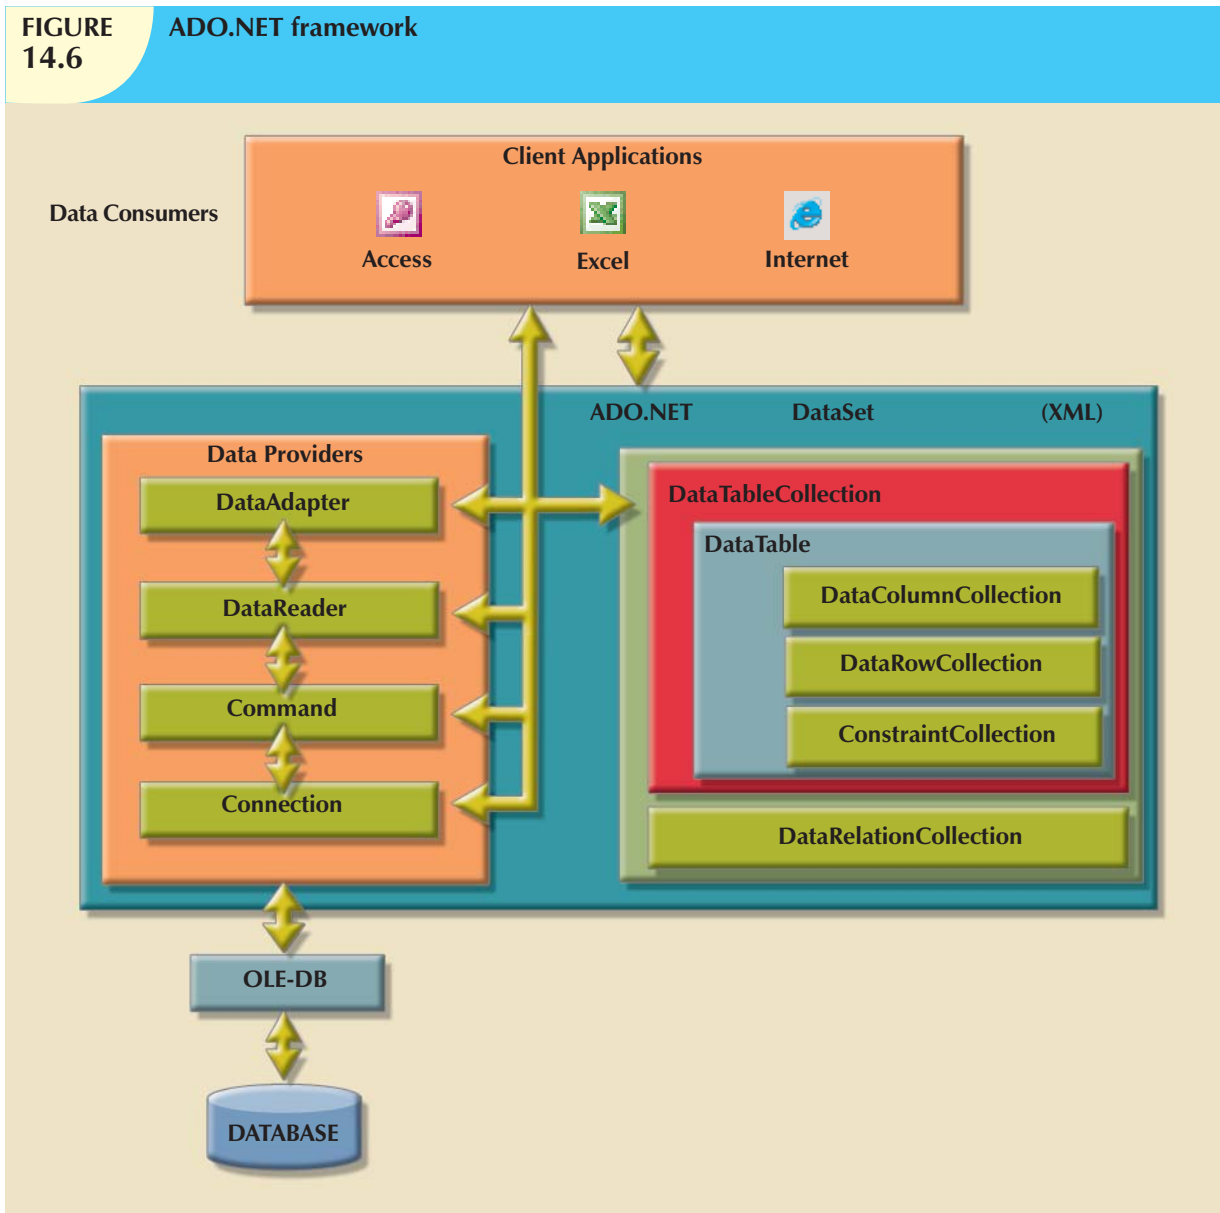 FIGURE
14.6
ADO.NET framework
Client Applications
Data Consumers
Access
Excel
Internet
ADO.NET DataSet (XML)
Data Providers
DataAdapter
DataReader
Command
Connection
DataTableCollection
DataTable
DataColumnCollection
DataRowCollection
ConstraintCollection
DataRelationCollection
OLE-DB
DATABASE